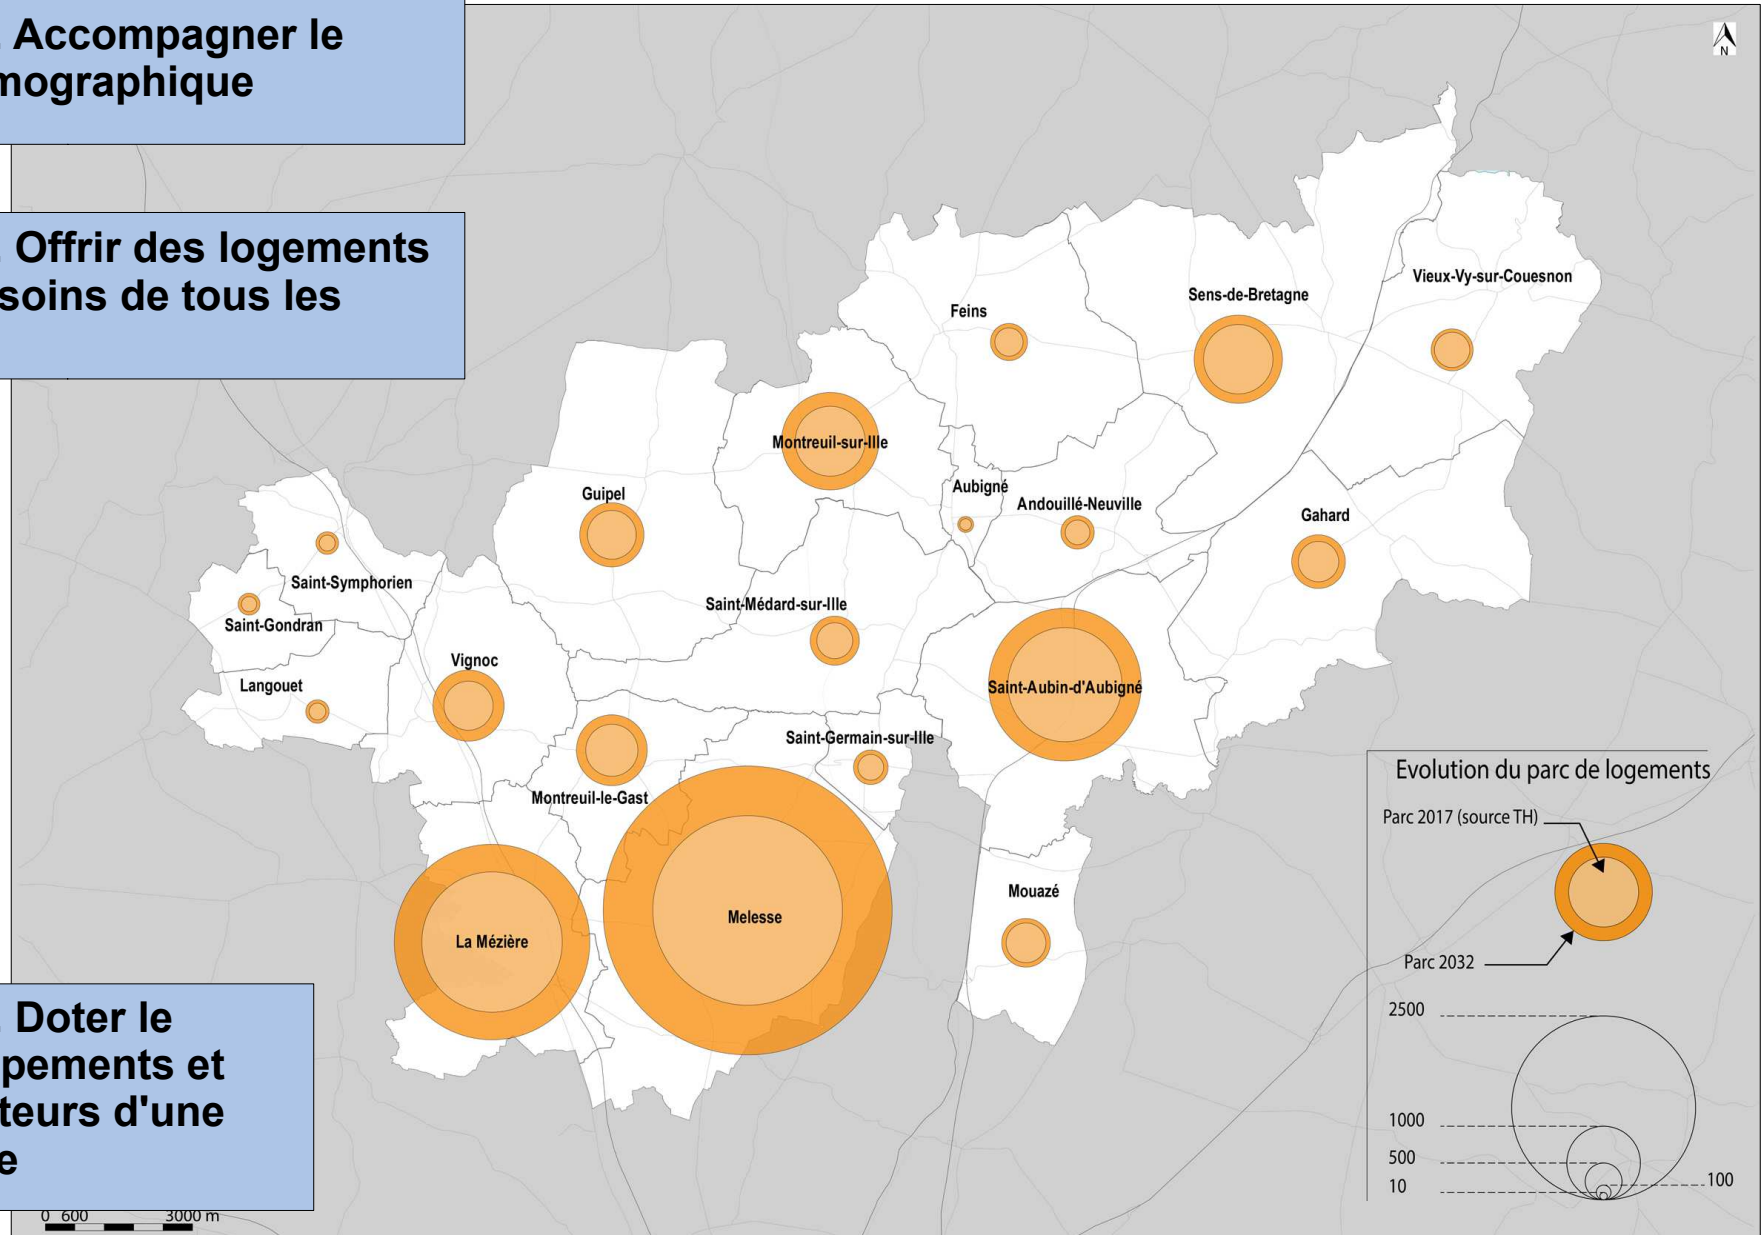 . Accompagner le
mographique
N
. Offrir des logements
soins de tous les
Vieux-Vy-sur-Couesnon
Sens-de-Bretagne
Feins
Montreuil-sur-Ille
Aubigné
Guipel
Andouillé-Neuville
Gahard
Saint-Symphorien
Saint-Médard-sur-Ille
Saint-Gondran
Vignoc
Langouet
Saint-Aubin-d'Aubigné
Saint-Germain-sur-Ille
Montreuil-le-Gast
Mouazé
Melesse
La Mézière
Evolution du parc de logements
Parc 2017 (source TH)
Parc 2032
2500
1000
500
10
100
. Doter le
pements et
teurs d'une
e
0 600 3000 m